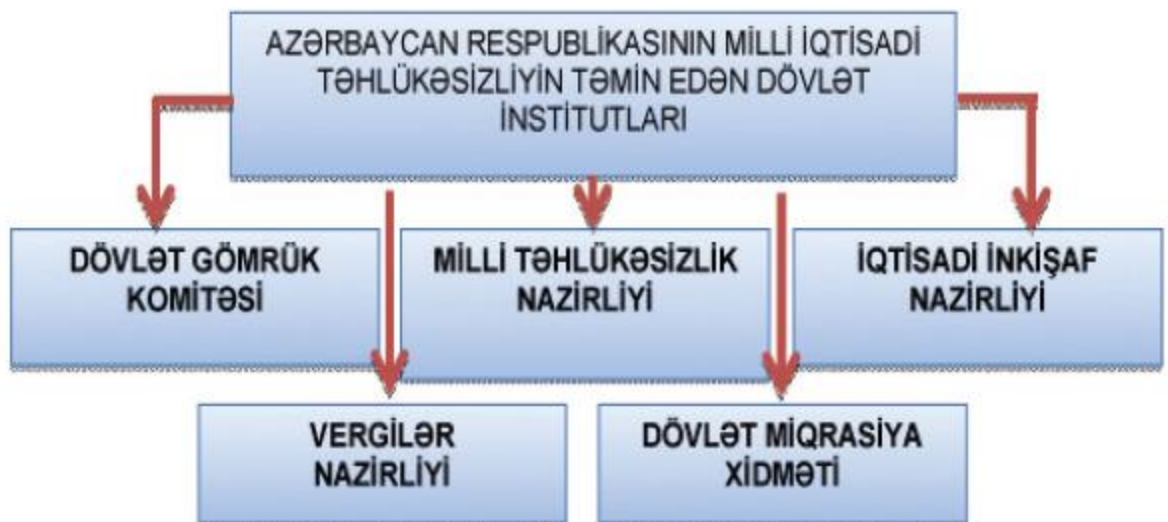 AZƏRBAYCAN RESPUBLİKASININ MİLLİ İQTİSADİ
TƏHLÜKƏSİZLİYİN TƏMİN EDƏN DÖVLƏT
İNSTİTUTLARI
DÖVLƏT GÖMRÜK
KOMİTƏSİ
MİLLİ TƏHLÜKƏSİZLİK
NAZİRLİYİ
İQTİSADİ İNKİŞAF
NAZİRLİYİ
VERGİLƏR
NAZİRLİYİ
DÖVLƏT MİQRASİYA
XİDMƏTİ